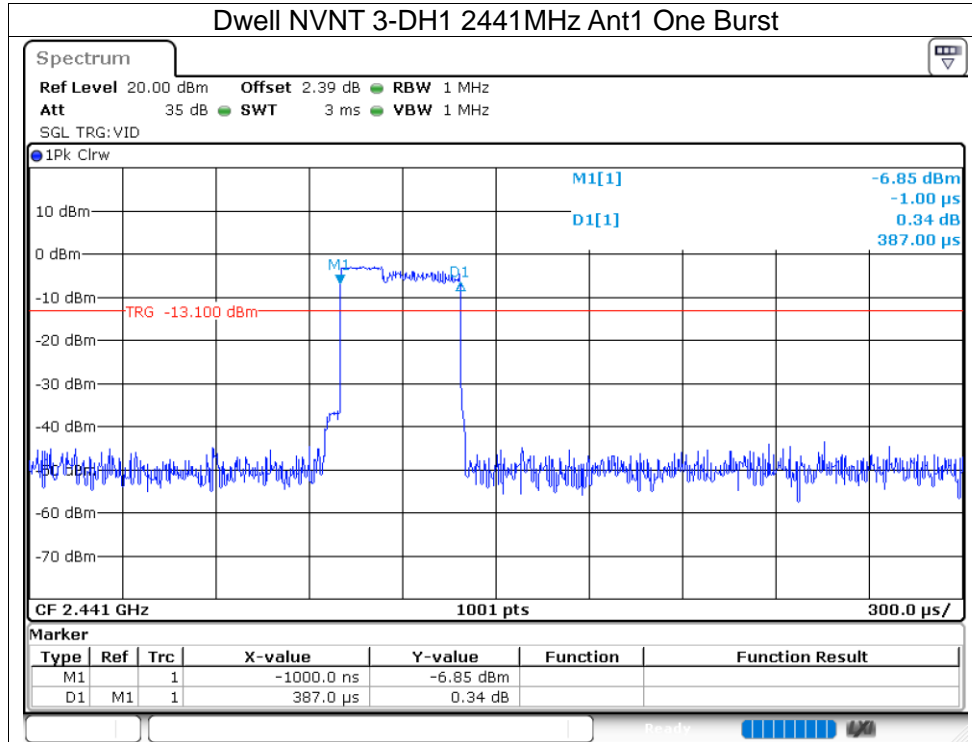 Dwell NVNT 3-DH1 2441MHz Ant1 One Burst
Spectrum
Ref Level 20.00 dBm Offset 2.39 dB RBW 1 MHz
Att 35 dB SWT 3 ms VBW 1 MHz
SGL TRG:VID
1Pk Clrw
M1[1] -6.85 dBm
-1.00 µs
10 dBm
D1[1] 0.34 dB
387.00 µs
0 dBm
M1
D1
-10 dBm
TRG -13.100 dBm
-20 dBm
-30 dBm
-40 dBm
-50 dBm
-60 dBm
-70 dBm
CF 2.441 GHz 1001 pts 300.0 µs/
Marker
Type Ref Trc X-value Y-value Function Function Result
M1 1 -1000.0 ns -6.85 dBm
D1 M1 1 387.0 µs 0.34 dB
Ready